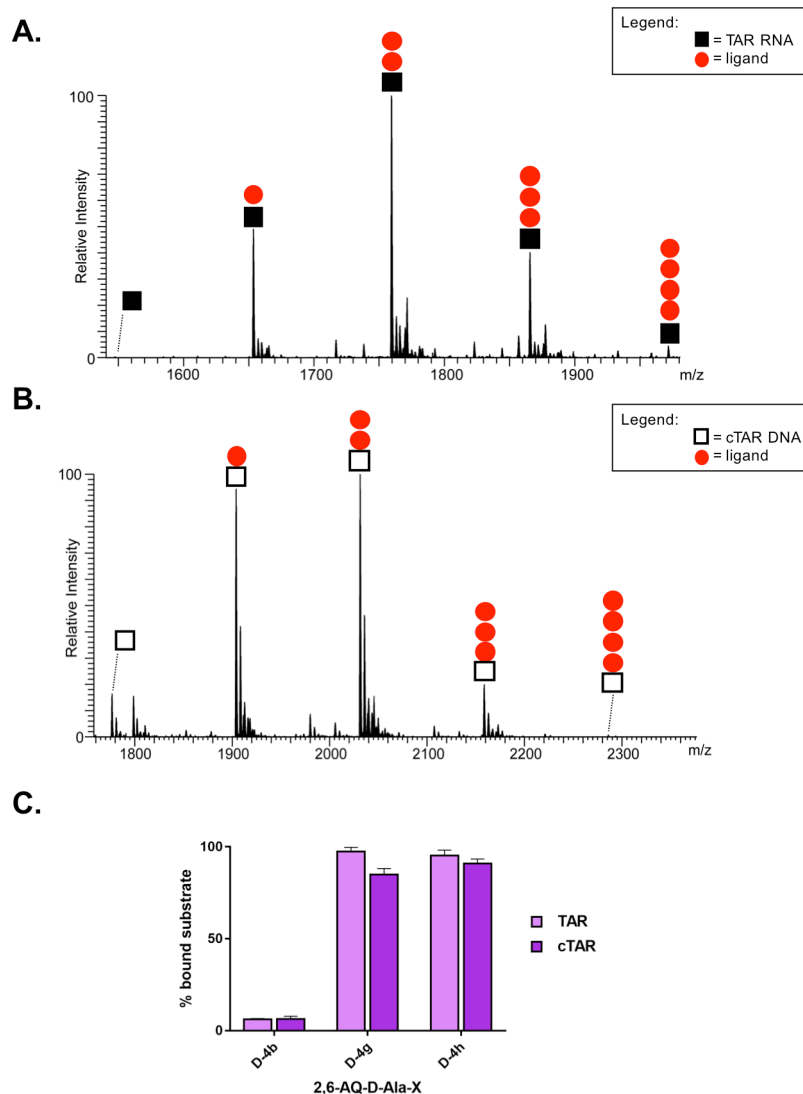 A.
Legend:
= TAR RNA
= ligand
100
Relative Intensity
0
1600 1700 1800 1900 m/z
B.
Legend:
= cTAR DNA
= ligand
100
Relative Intensity
0
1800 1900 2000 2100 2200 2300 m/z
C.
100
50
0
% bound substrate
TAR
cTAR
D-4b D-4g D-4h
2,6-AQ-D-Ala-X